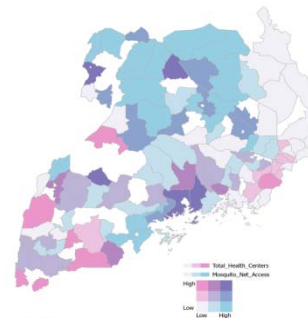 Total_Health_Centers
Mosquito_Net_Access
High
Low
Low High